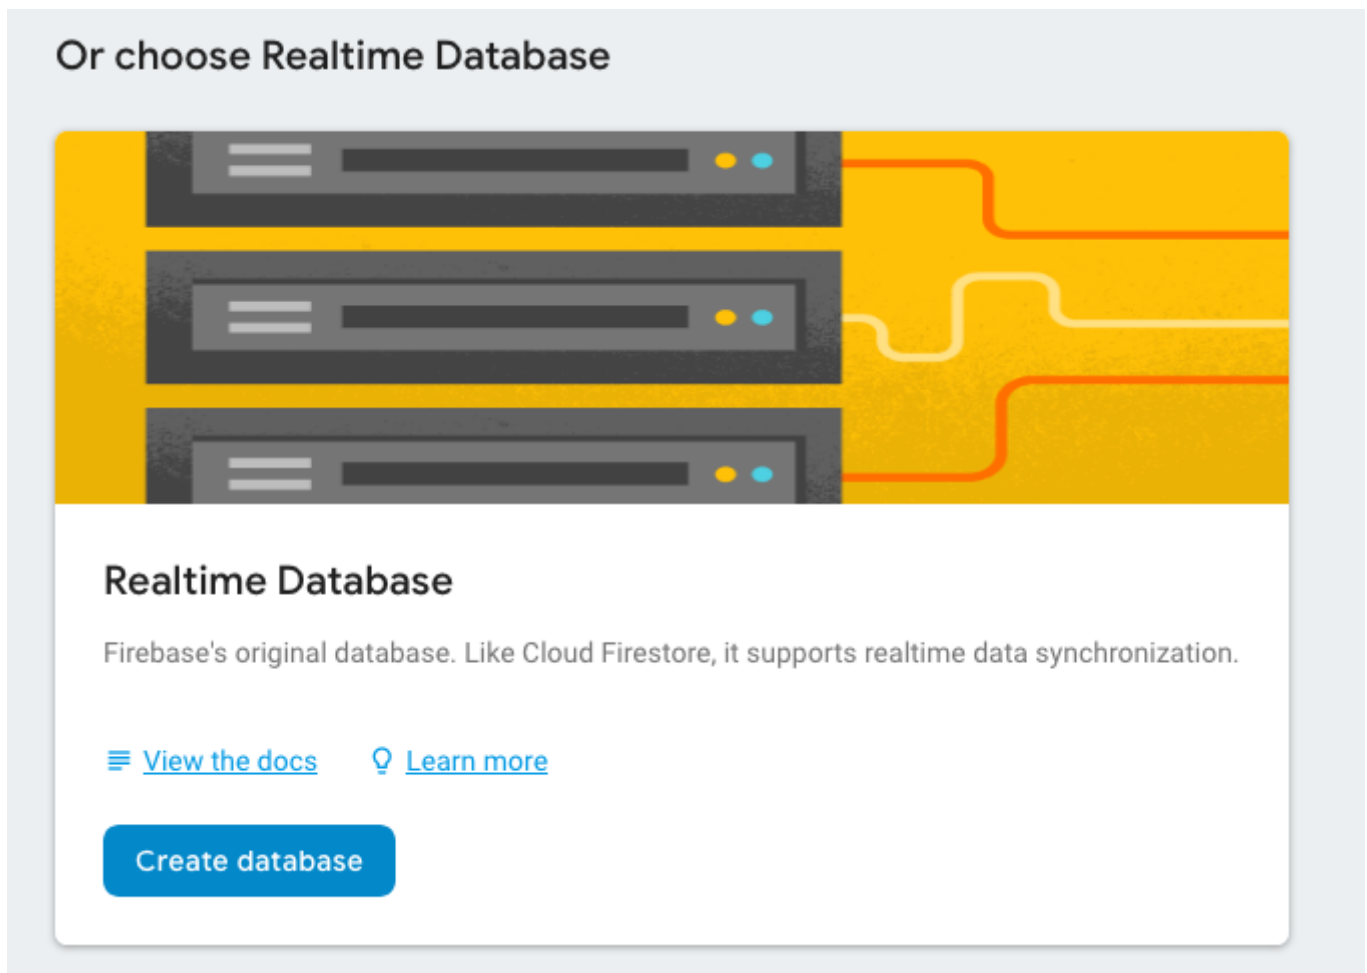 Or choose Realtime Database
Realtime Database
Firebase's original database. Like Cloud Firestore, it supports realtime data synchronization.
View the docs
Learn more
Create database